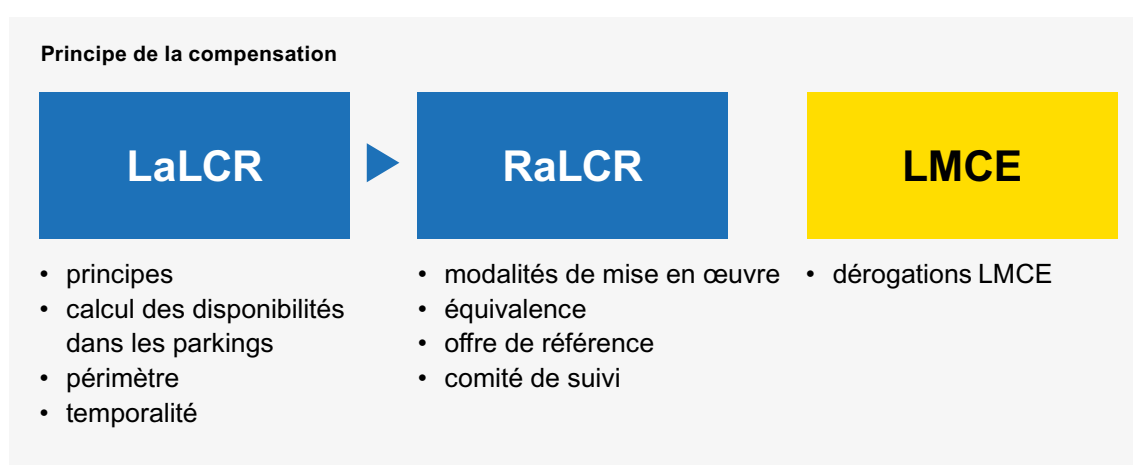 Principe de la compensation
LaLCR
• principes
• calcul des disponibilités
dans les parkings
• périmètre
• temporalité
RaLCR
• modalités de mise en œuvre
• équivalence
• offre de référence
• comité de suivi
LMCE
• dérogations LMCE